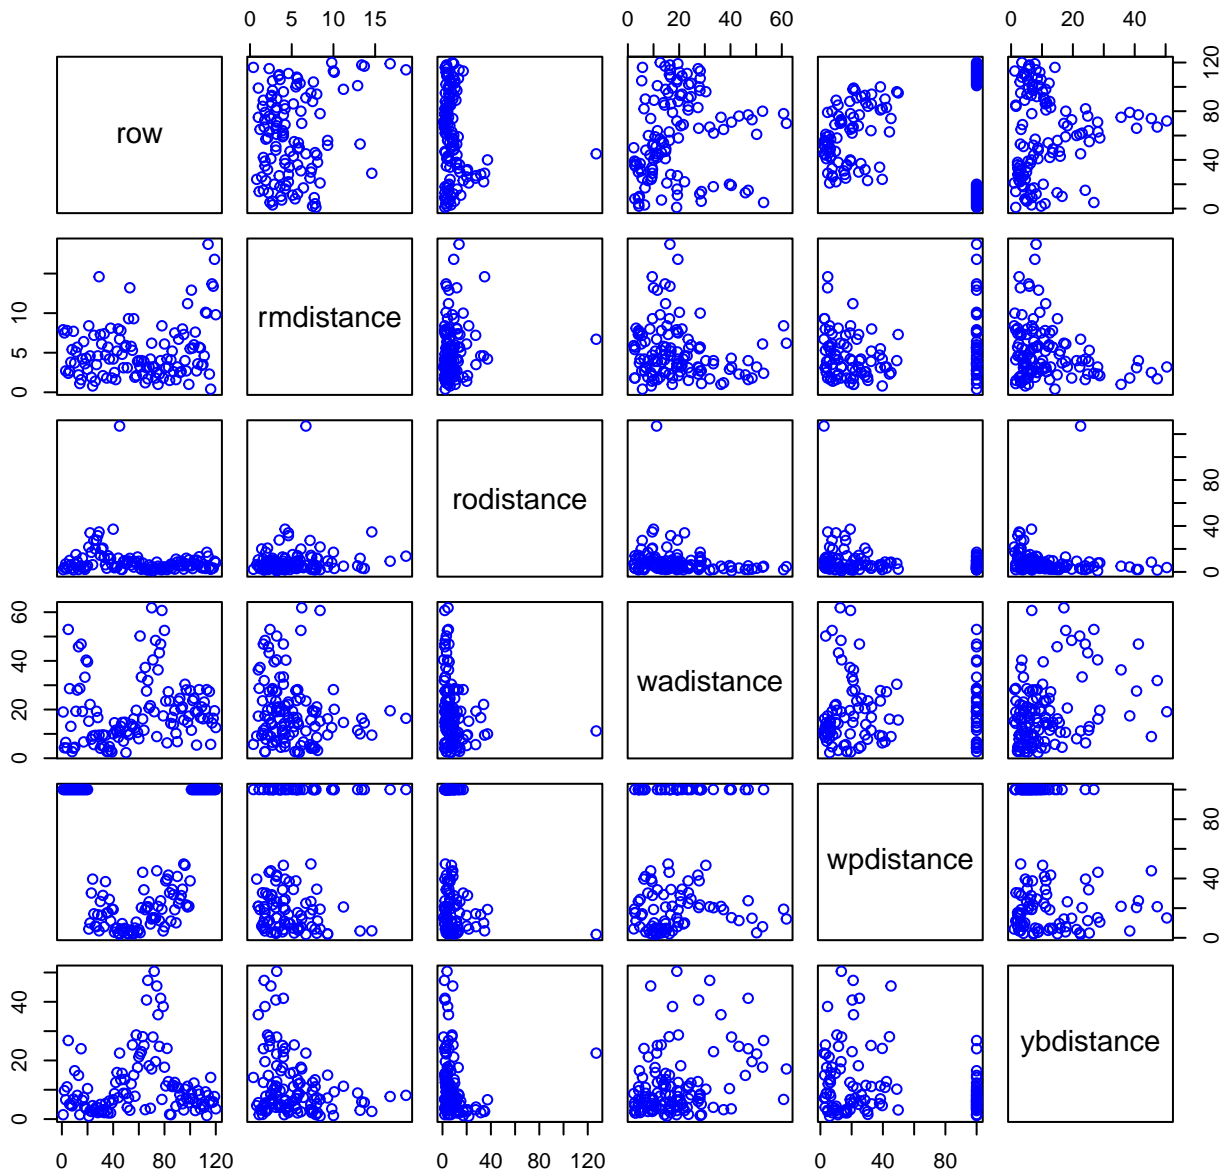 0 5 10 15 0 20 40 60 0 20 40
row 0 40 80 120
0 5 10 rmdistance
rodistance 0 40 80
0 20 40 60 wadistance
wpdistance 0 40 80
0 20 40 ybdistance
0 40 80 120 0 40 80 120 0 40 80